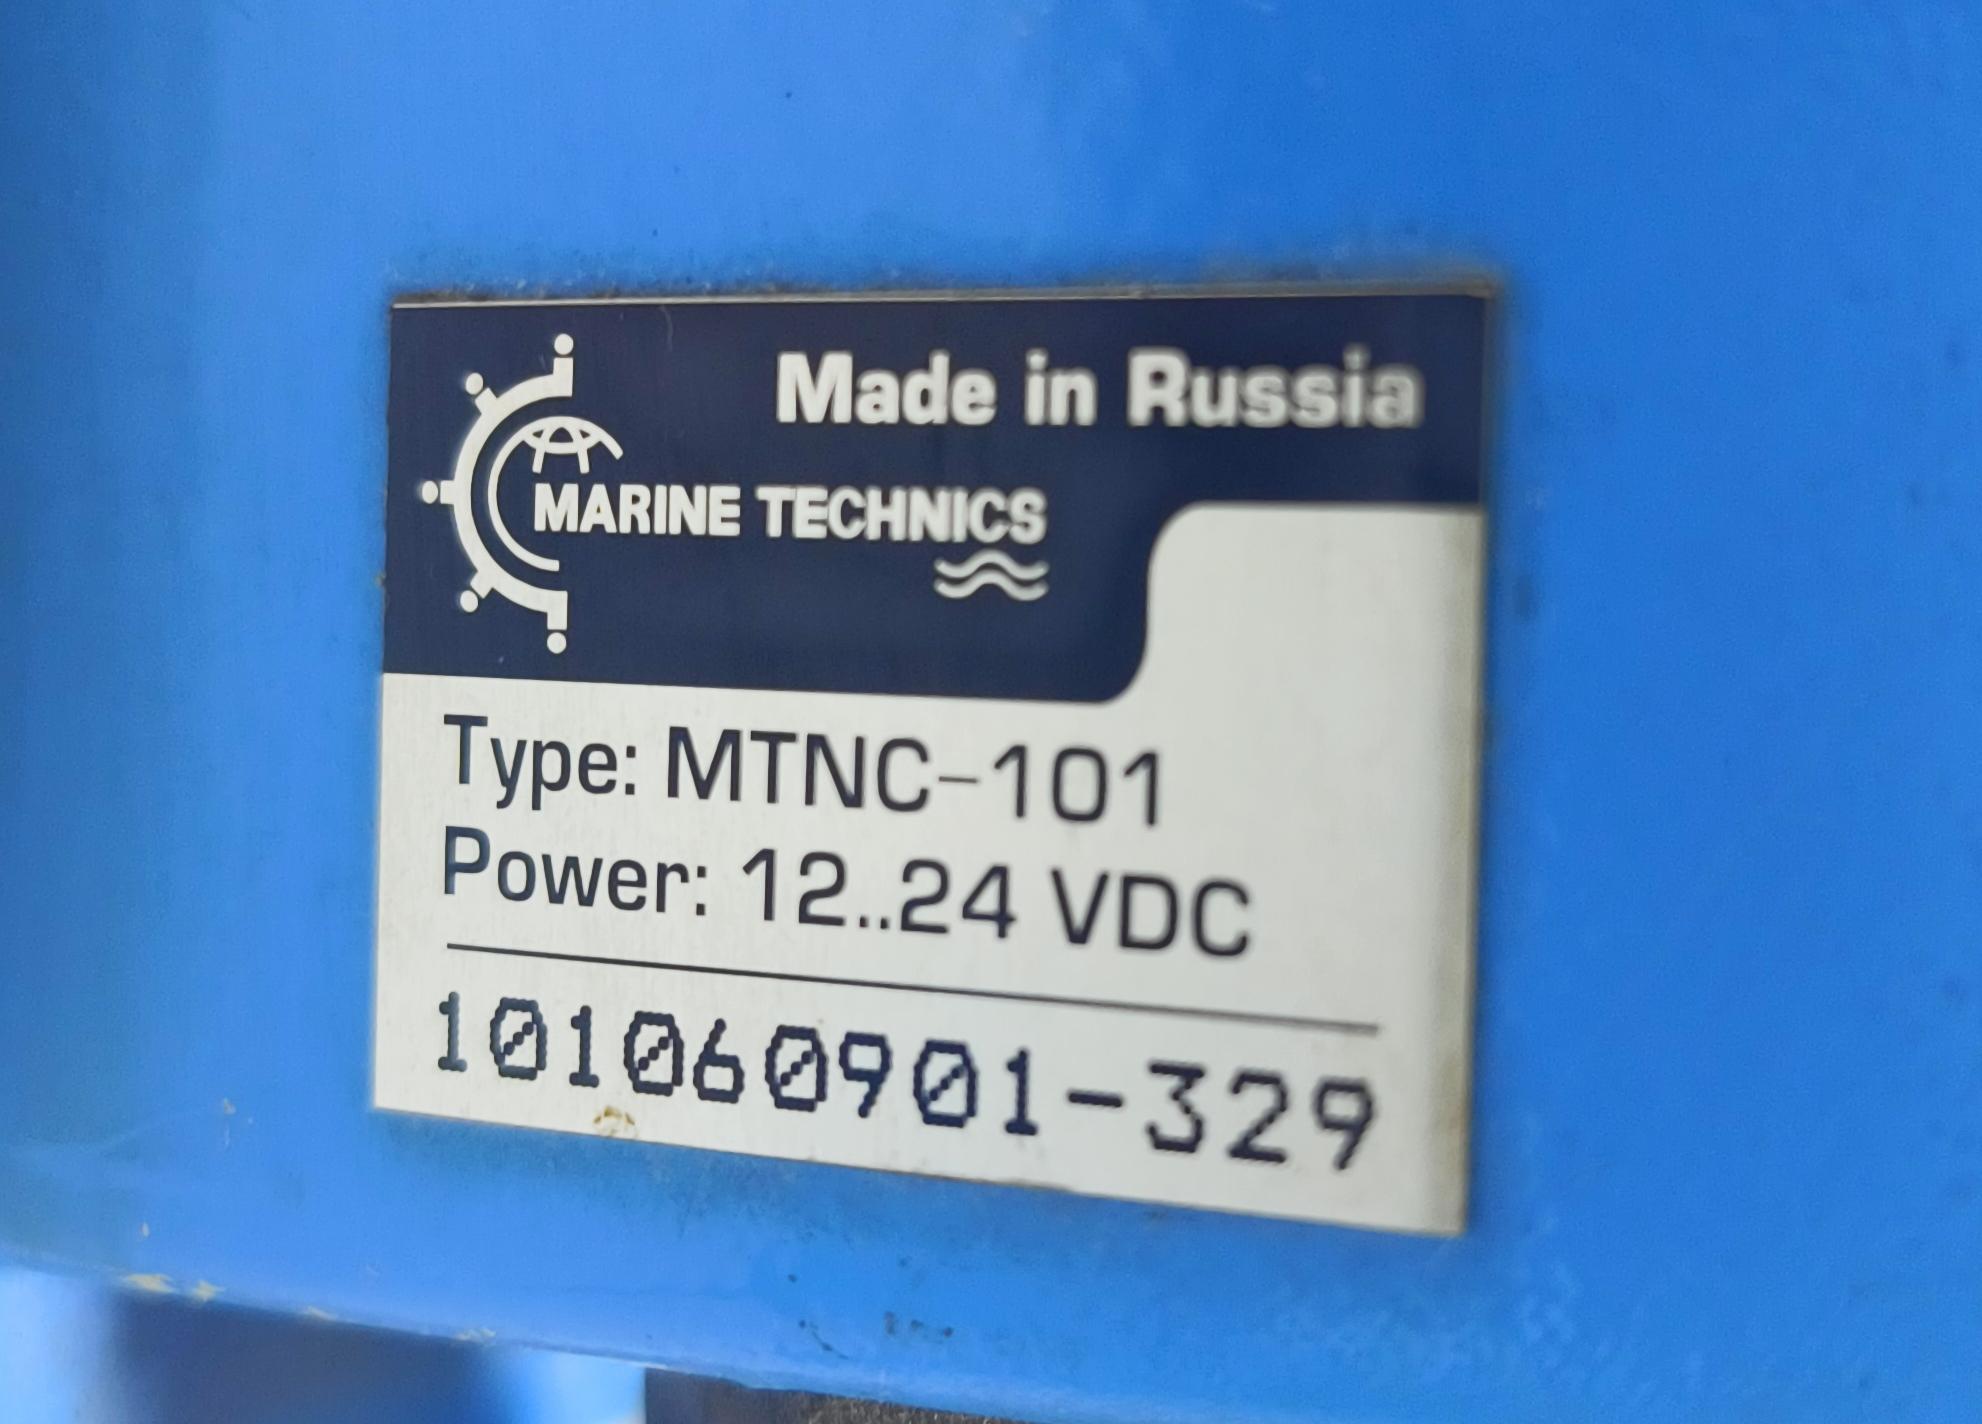 Made in Russia
MARINE TECHNICS
Type: MTNC-101
Power: 12..24 VDC
101060901-329